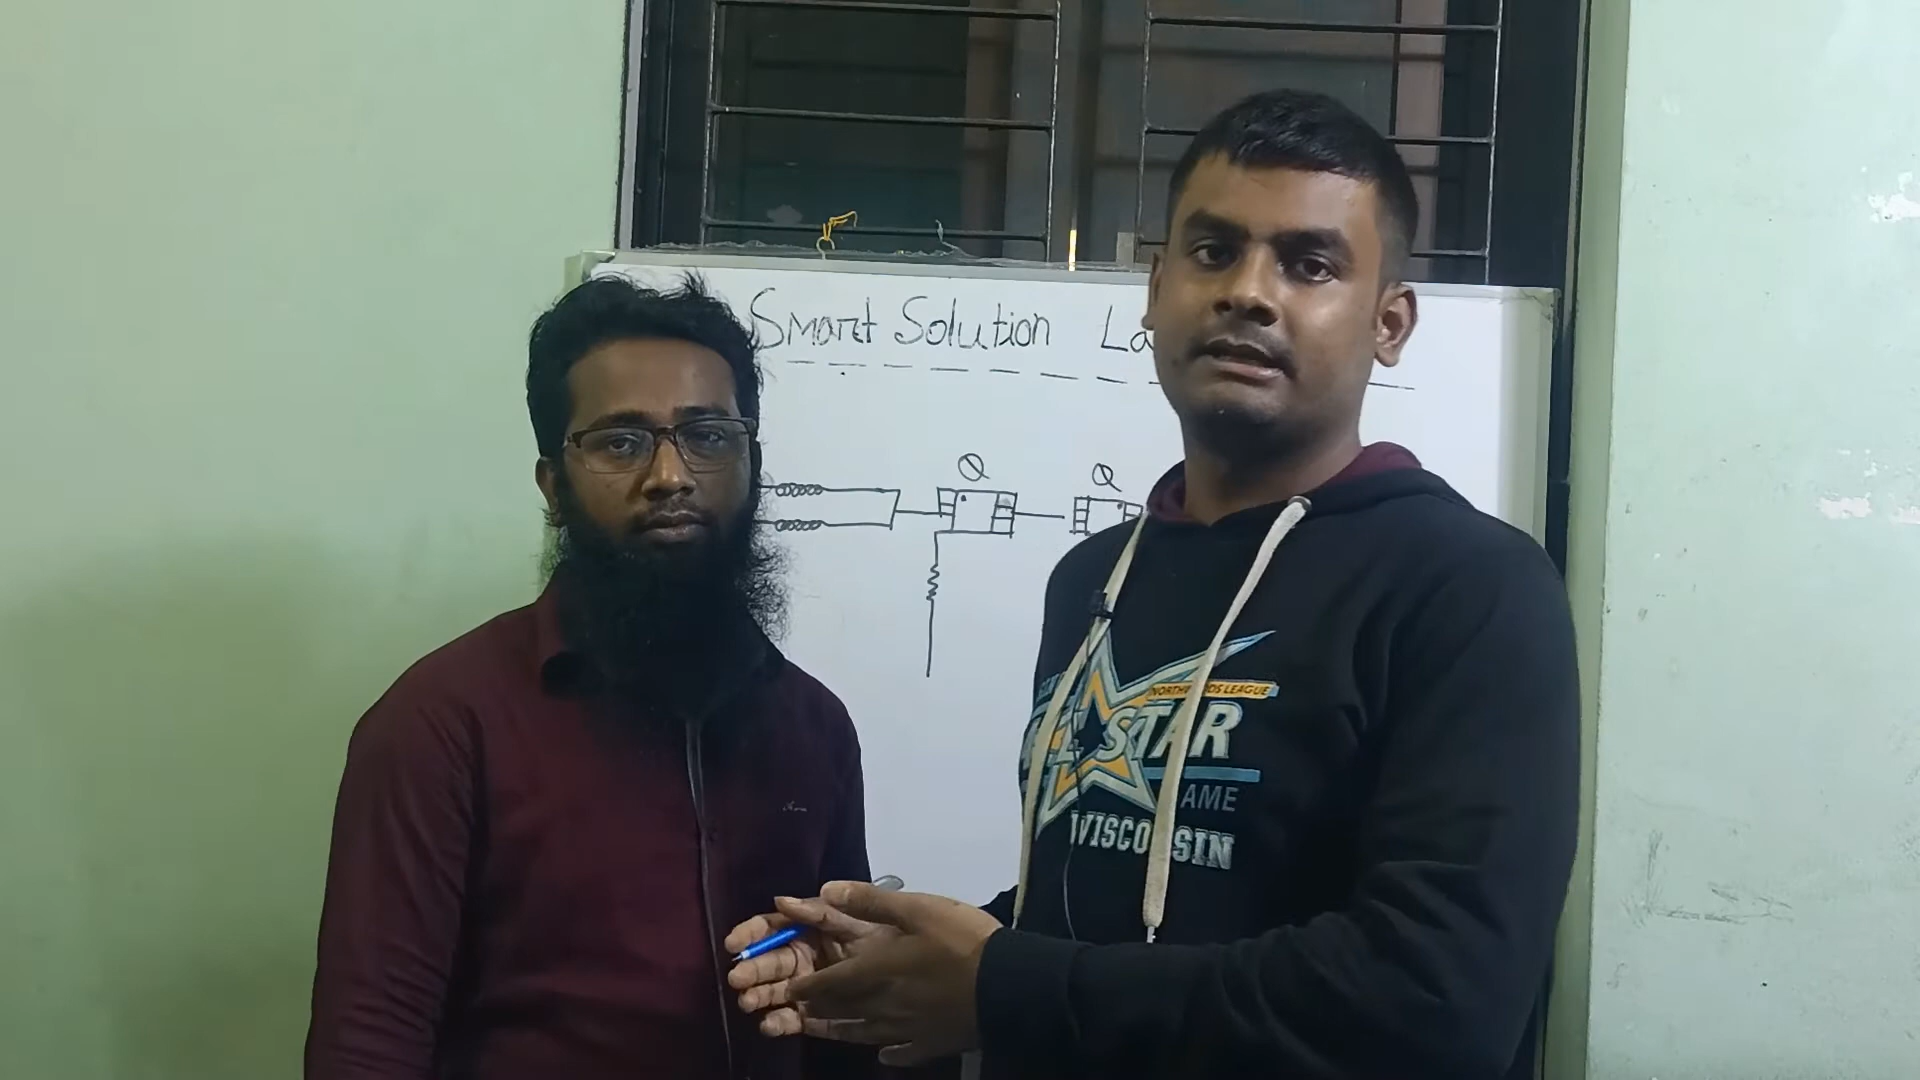 Smart Solution La
Q Q
NORTHWOODS LEAGUE
STAR
AME
WISCONSIN